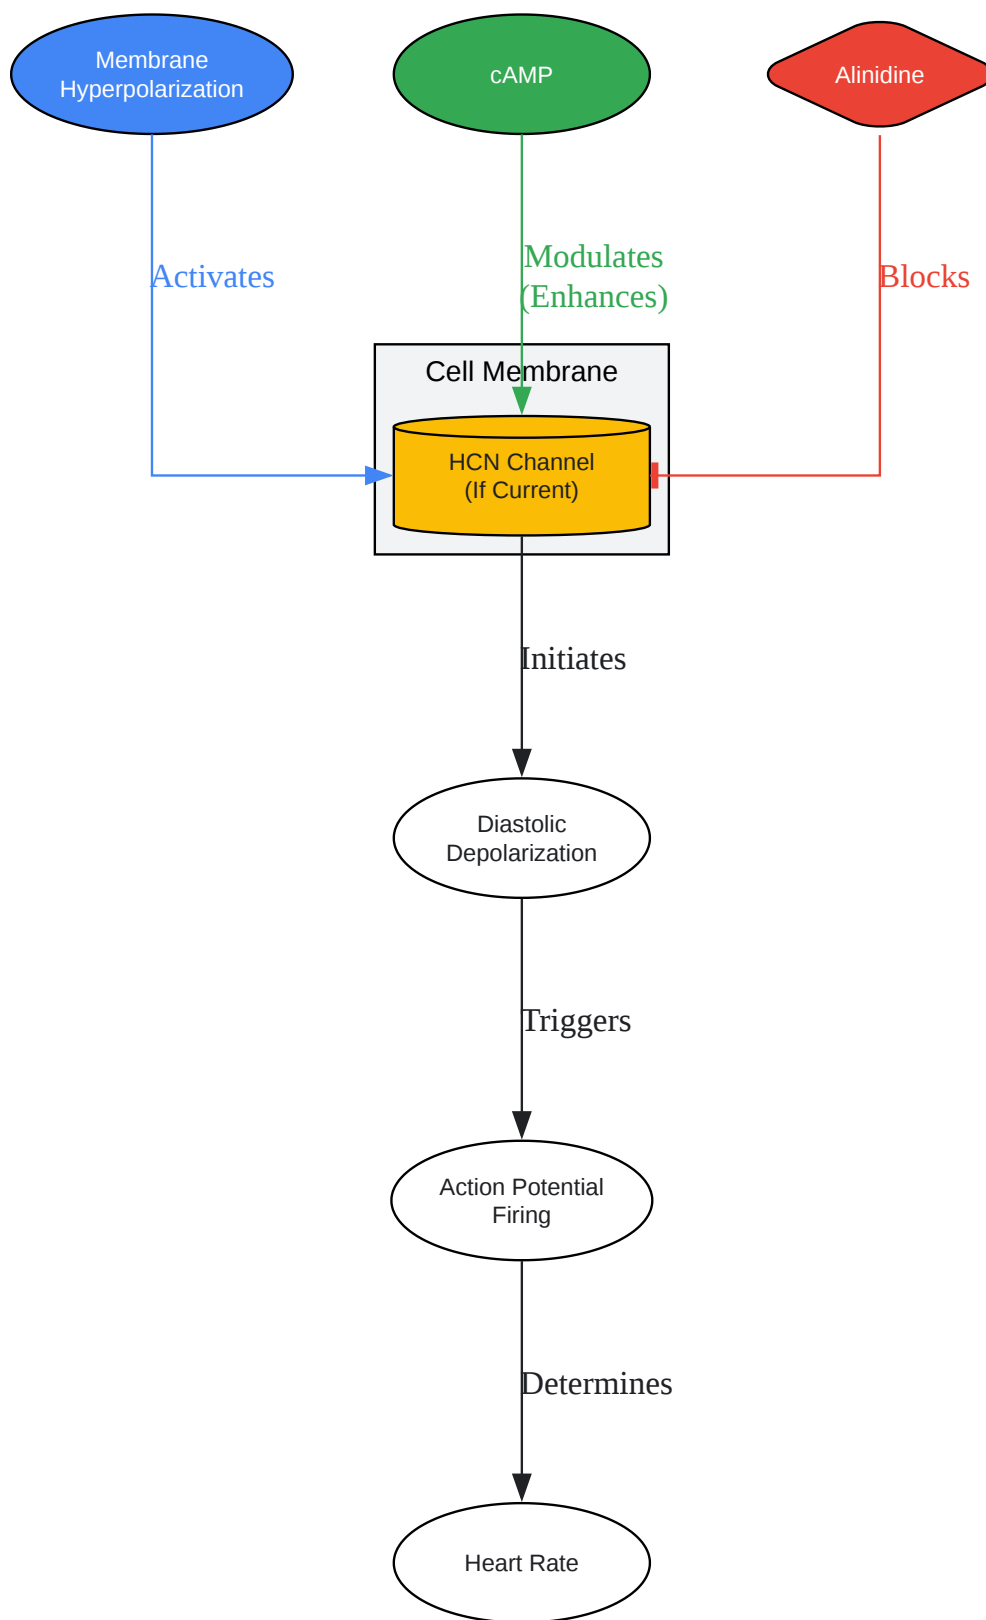 Membrane
Hyperpolarization
cAMP
Alinidine
Activates
Modulates
(Enhances)
Blocks
Cell Membrane
HCN Channel
(If Current)
Initiates
Diastolic
Depolarization
Triggers
Action Potential
Firing
Determines
Heart Rate